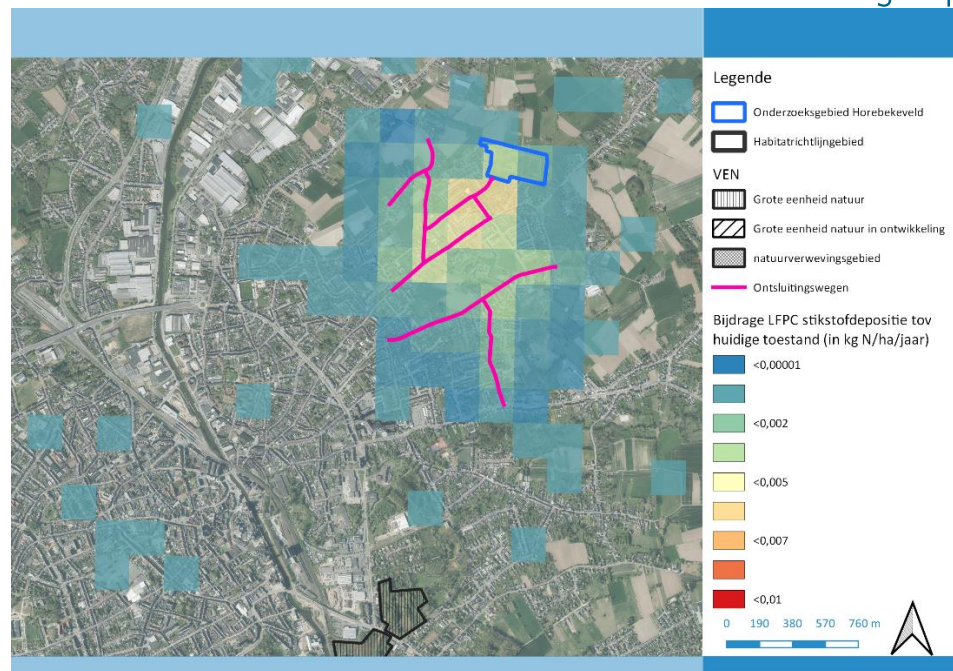 Legende
Onderzoeksgebied Horebekeveld
Habitatrichtlijngebied
VEN
Grote eenheid natuur
Grote eenheid natuur in ontwikkeling
natuurverwevingsgebied
Ontsluitingswegen
Bijdrage LFPC stikstofdepositie tov
huidige toestand (in kg N/ha/jaar)
<0,00001
<0,002
<0,005
<0,007
<0,01
0 190 380 570 760 m